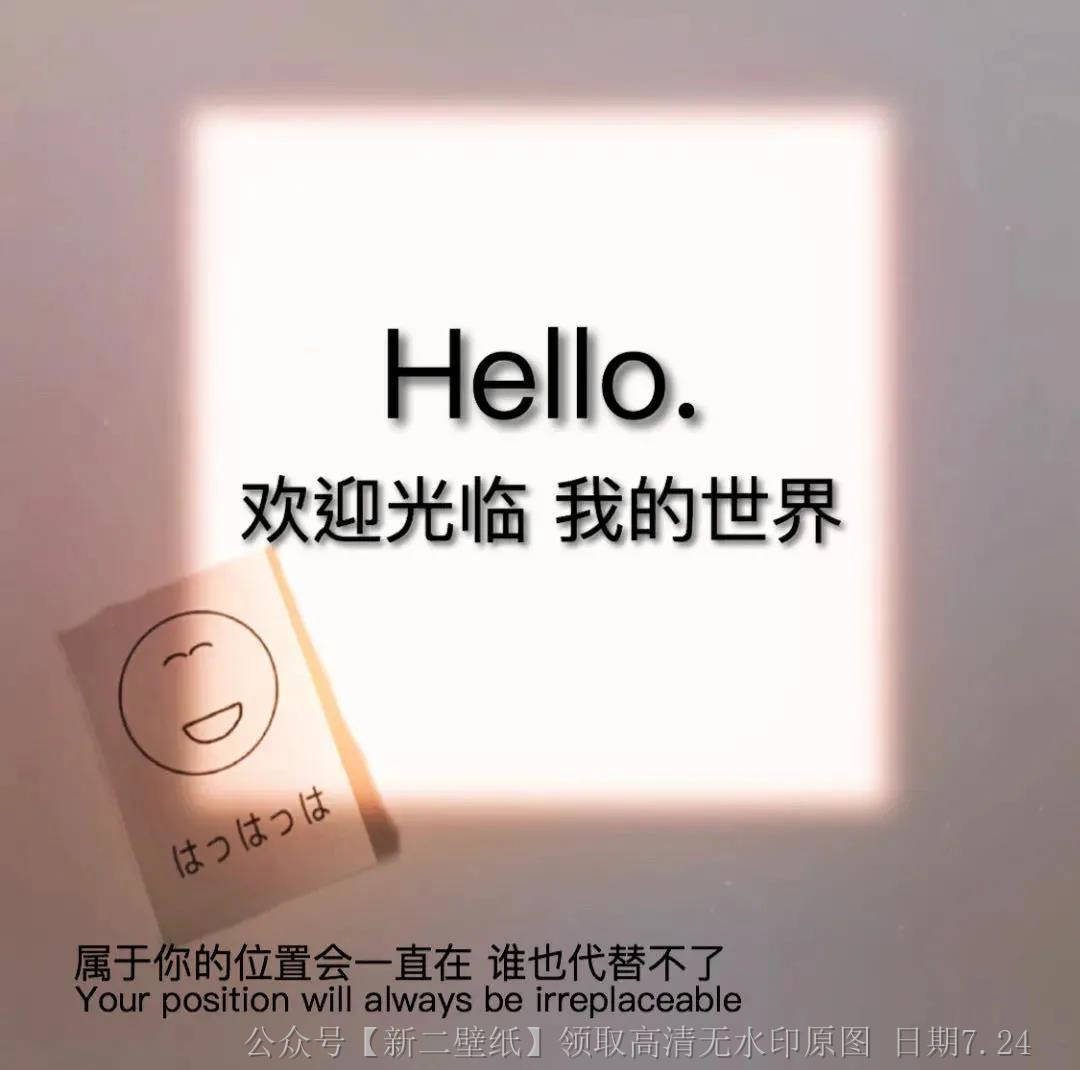 Hello.
欢迎光临 我的世界
はっはっは
属于你的位置会一直在 谁也代替不了
Your position will always be irreplaceable
公众号【新二壁纸】领取高清无水印原图 日期7.24